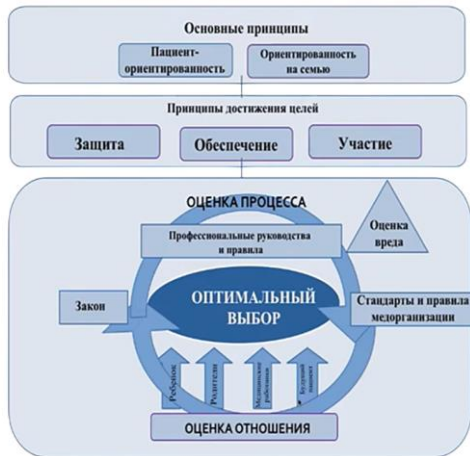 Основные принципы
Пациент-
ориентированность
Ориентированность
на семью
Принципы достижения целей
Защита
Обеспечение
Участие
ОЦЕНКА ПРОЦЕССА
Профессиональные руководства
и правила
Оценка
вреда
Закон
ОПТИМАЛЬНЫЙ
ВЫБОР
Стандарты и правила
медорганизации
Ребенок
Родители
Медицинские
работники
Будущий
пациент
ОЦЕНКА ОТНОШЕНИЯ